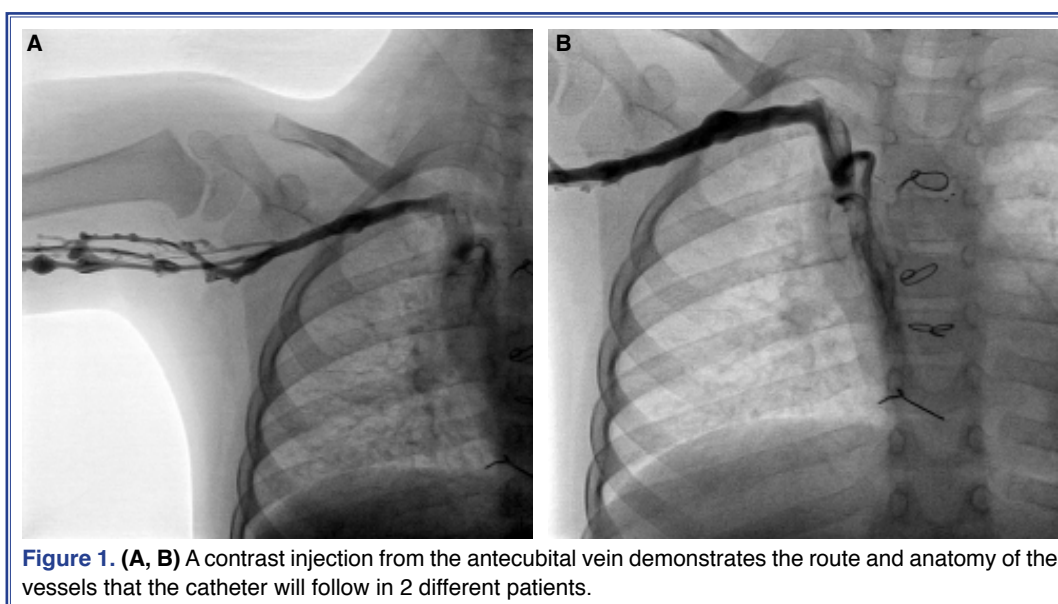 A
B
Figure 1. (A, B) A contrast injection from the antecubital vein demonstrates the route and anatomy of the
vessels that the catheter will follow in 2 different patients.